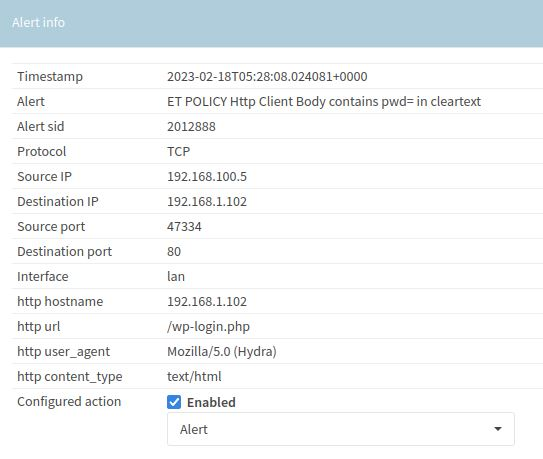 Alert info
Timestamp 2023-02-18T05:28:08.024081+0000
Alert ET POLICY Http Client Body contains pwd= in cleartext
Alert sid 2012888
Protocol TCP
Source IP 192.168.100.5
Destination IP 192.168.1.102
Source port 47334
Destination port 80
Interface lan
http hostname 192.168.1.102
http url /wp-login.php
http user_agent Mozilla/5.0 (Hydra)
http content_type text/html
Configured action Enabled
Alert